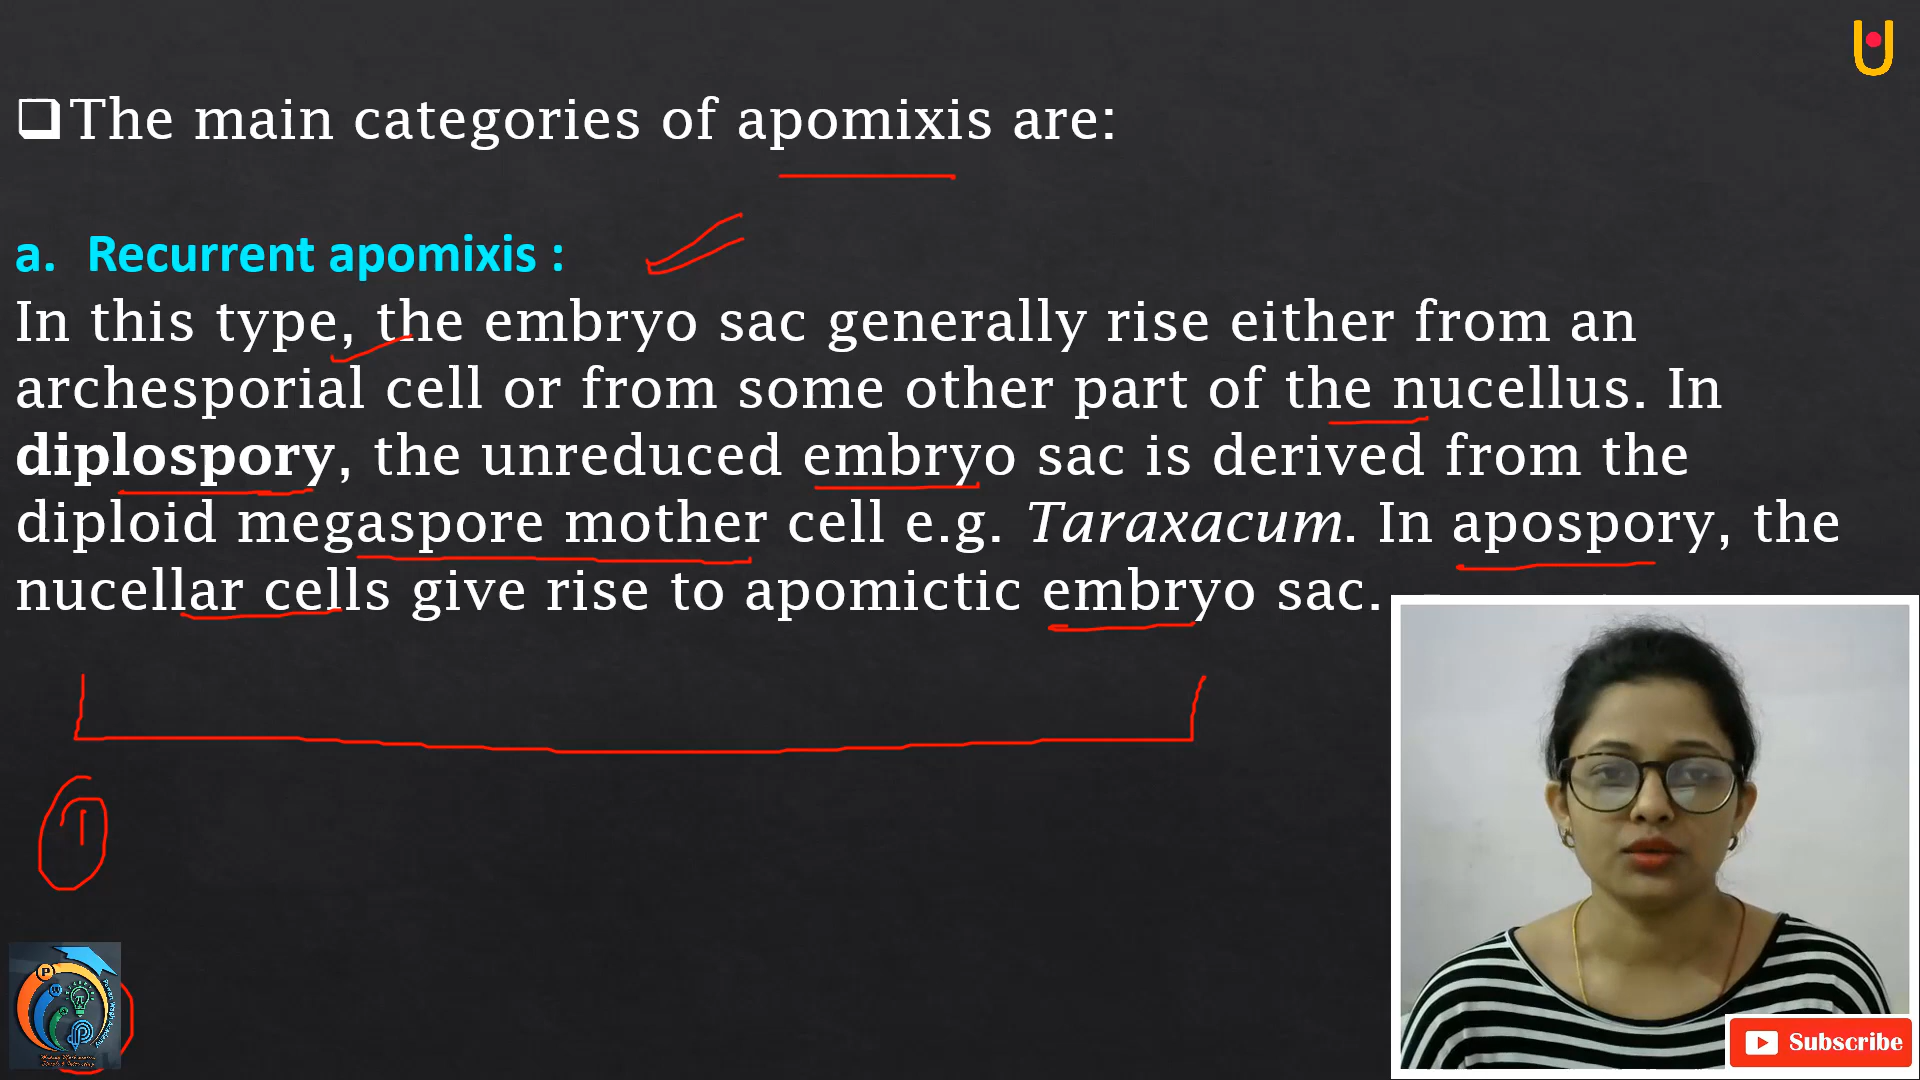 The main categories of apomixis are:
a. Recurrent apomixis :
In this type, the embryo sac generally rise either from an
archesporial cell or from some other part of the nucellus. In
diplospory, the unreduced embryo sac is derived from the
diploid megaspore mother cell e.g. Taraxacum. In apospory, the
nucellar cells give rise to apomictic embryo sac.
Subscribe